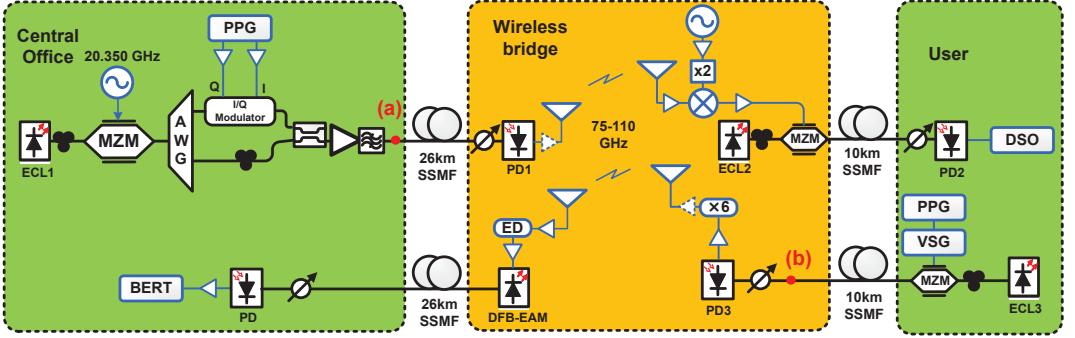 Central
Office
20.350 GHz
PPG
Q
I
I/Q
Modulator
A
W
G
MZM
ECL1
(a)
26km
SSMF
PD1
Wireless
bridge
75-110
GHz
x2
ECL2
MZM
10km
SSMF
User
PD2
DSO
BERT
PD
26km
SSMF
ED
DFB-EAM
×6
PD3
(b)
10km
SSMF
PPG
VSG
MZM
ECL3